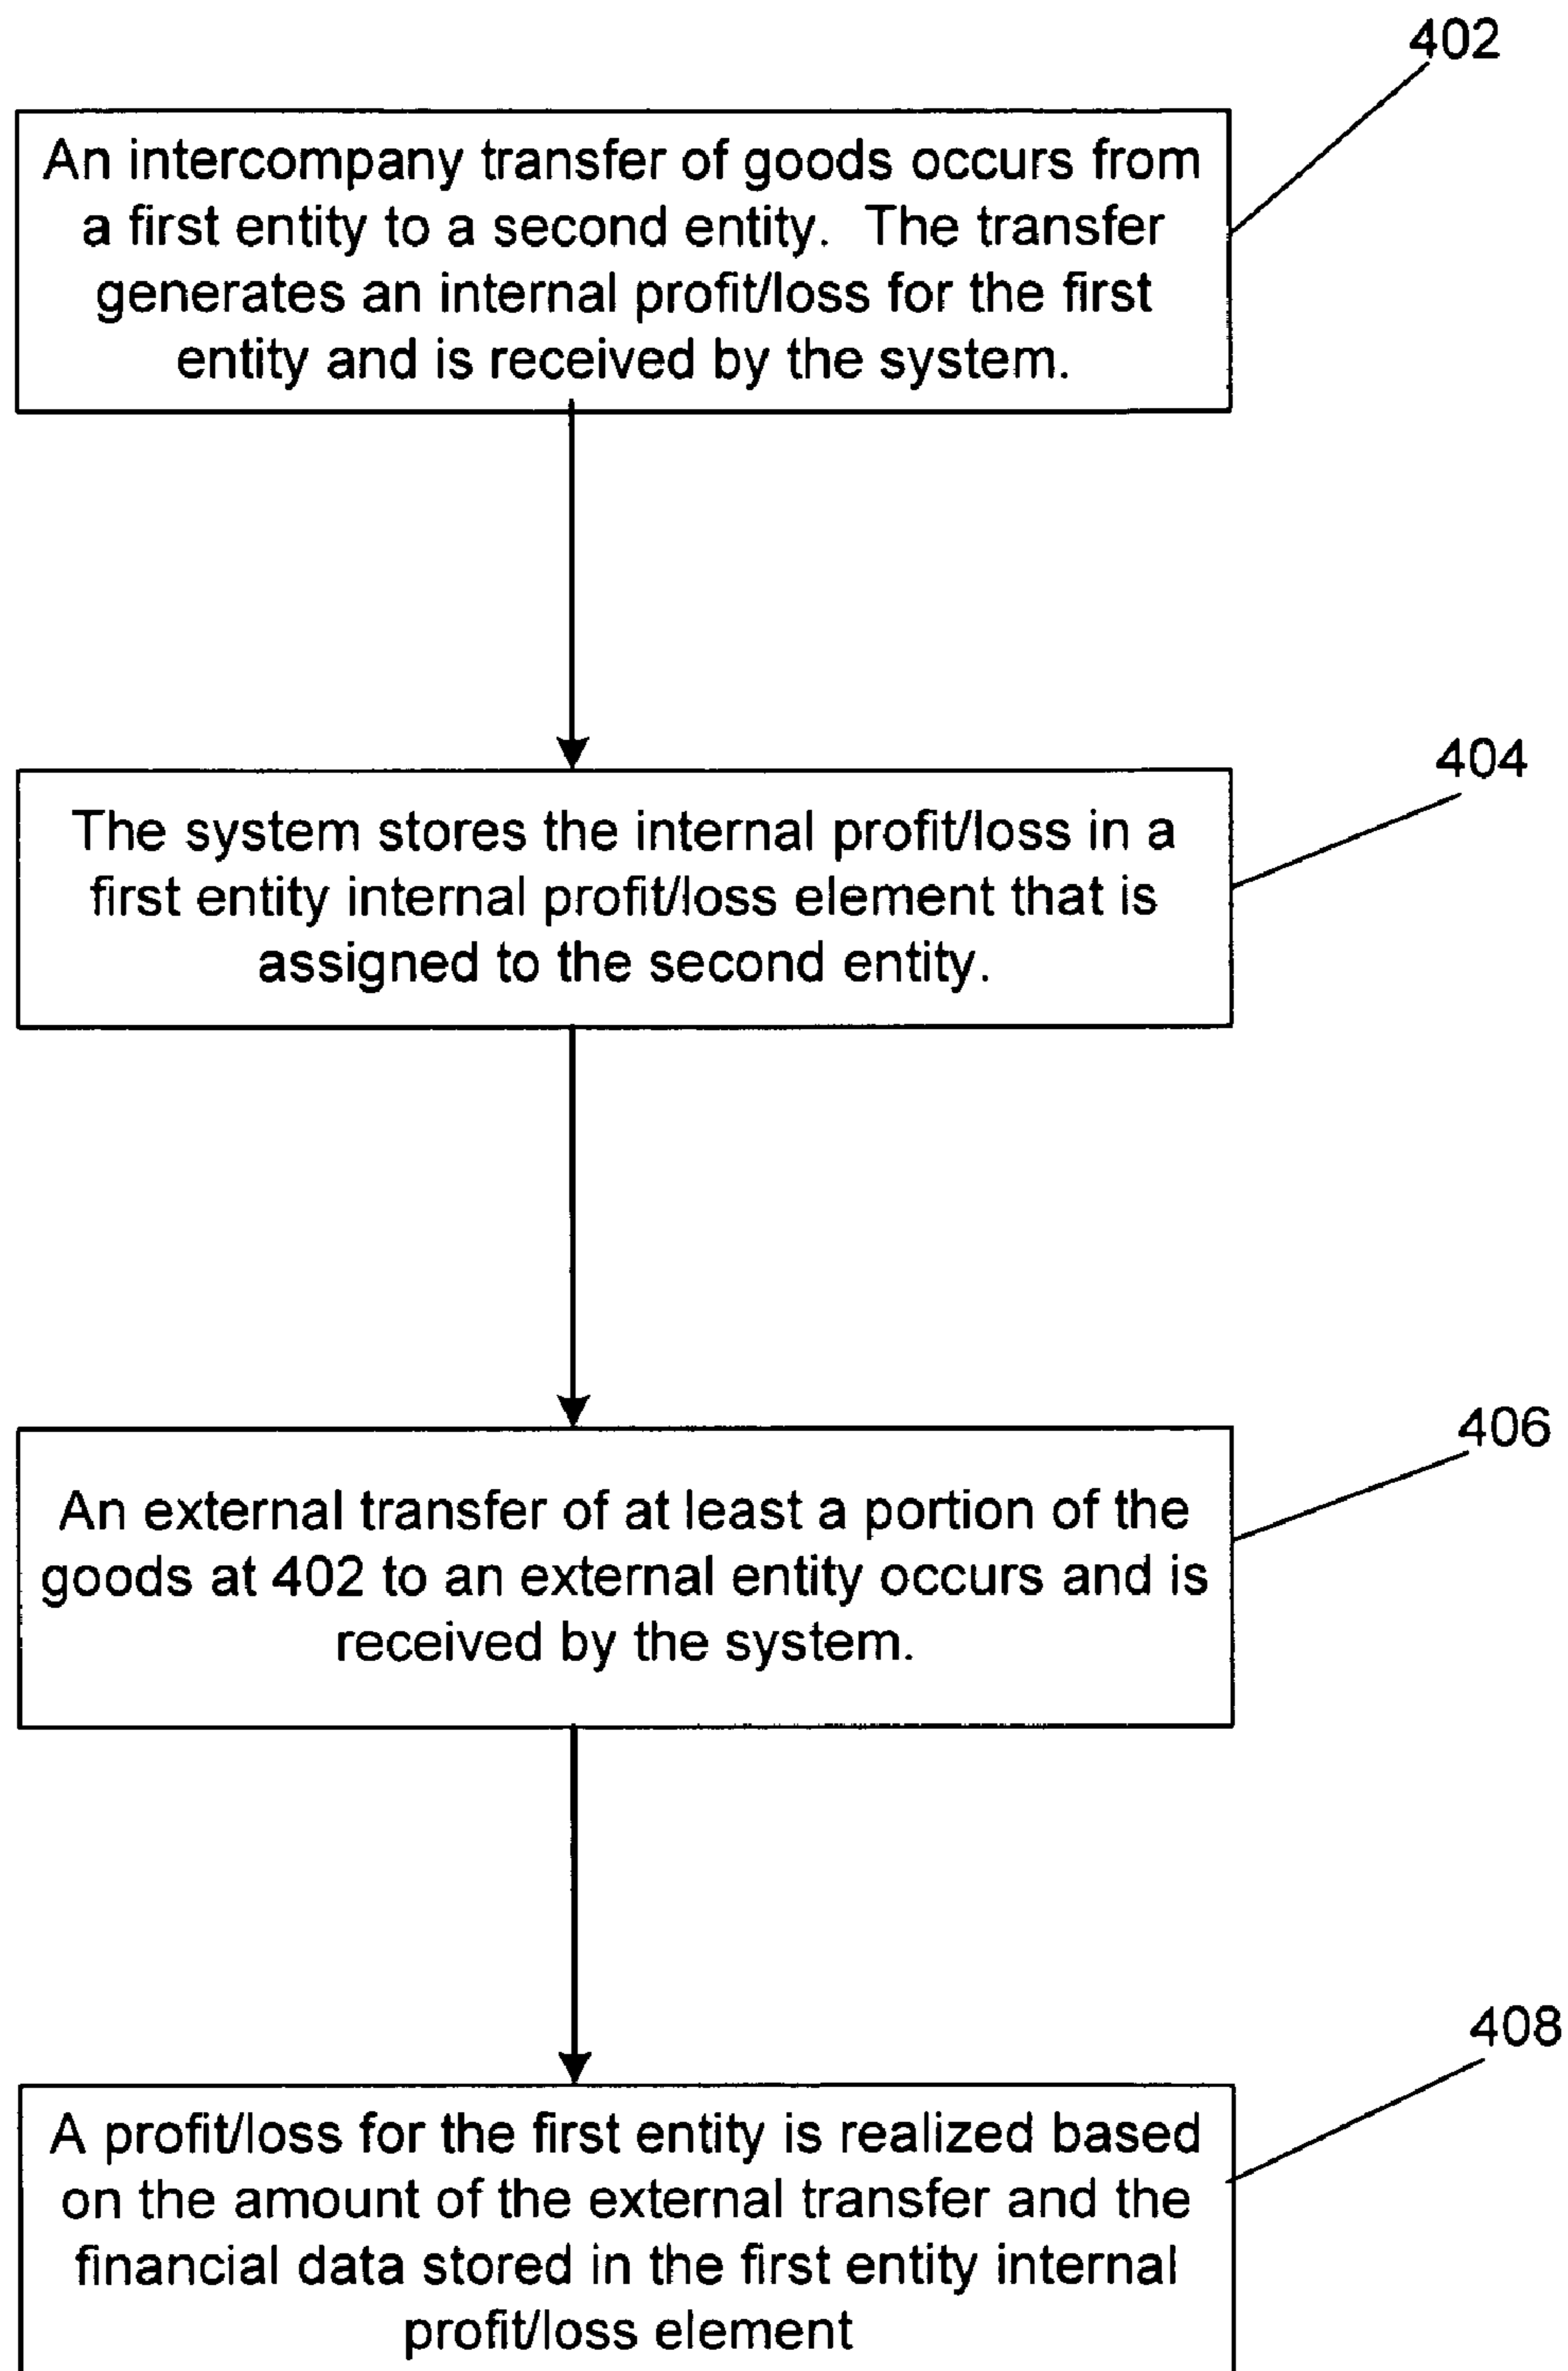 402
An intercompany transfer of goods occurs from
a first entity to a second entity.  The transfer
generates an internal profit/loss for the first
entity and is received by the system.
404
The system stores the internal profit/loss in a
first entity internal profit/loss element that is
assigned to the second entity.
406
An external transfer of at least a portion of the
goods at 402 to an external entity occurs and is
received by the system.
408
A profit/loss for the first entity is realized based
on the amount of the external transfer and the
financial data stored in the first entity internal
profit/loss element